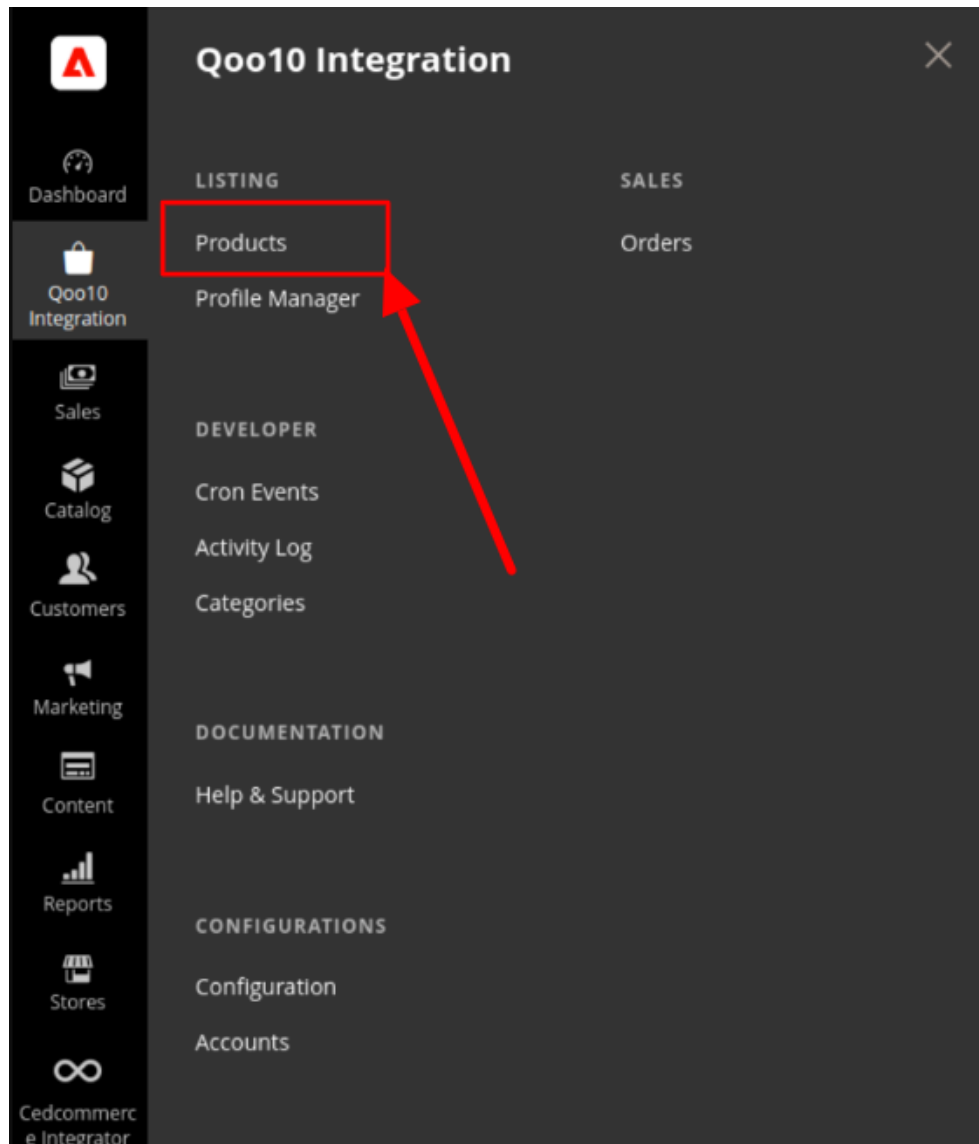 Qoo10 Integration
Dashboard
Qoo10
Integration
Sales
Catalog
Customers
Marketing
Content
Reports
Stores
Cedcommerc
e Integrator
LISTING
Products
Profile Manager
SALES
Orders
DEVELOPER
Cron Events
Activity Log
Categories
DOCUMENTATION
Help & Support
CONFIGURATIONS
Configuration
Accounts